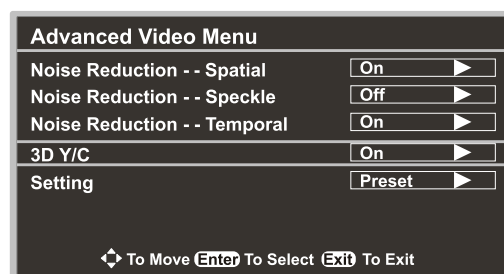 Advanced Video Menu
Noise Reduction - - Spatial On
Noise Reduction - - Speckle Off
Noise Reduction - - Temporal On
3D Y/C On
Setting Preset
To Move Enter To Select Exit To Exit